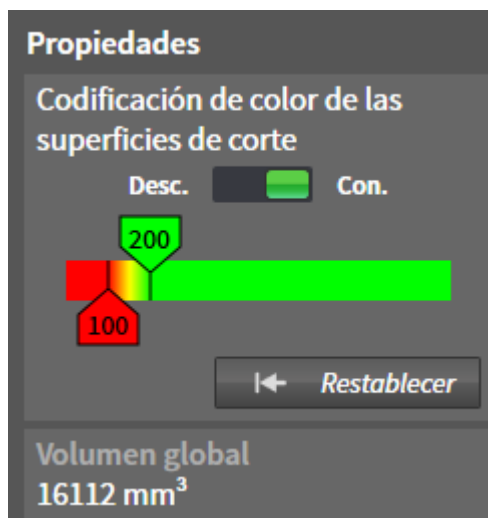 Propiedades
Codificación de color de las
superficies de corte
Desc. Con.
200
100
Restablecer
Volumen global
16112 mm³